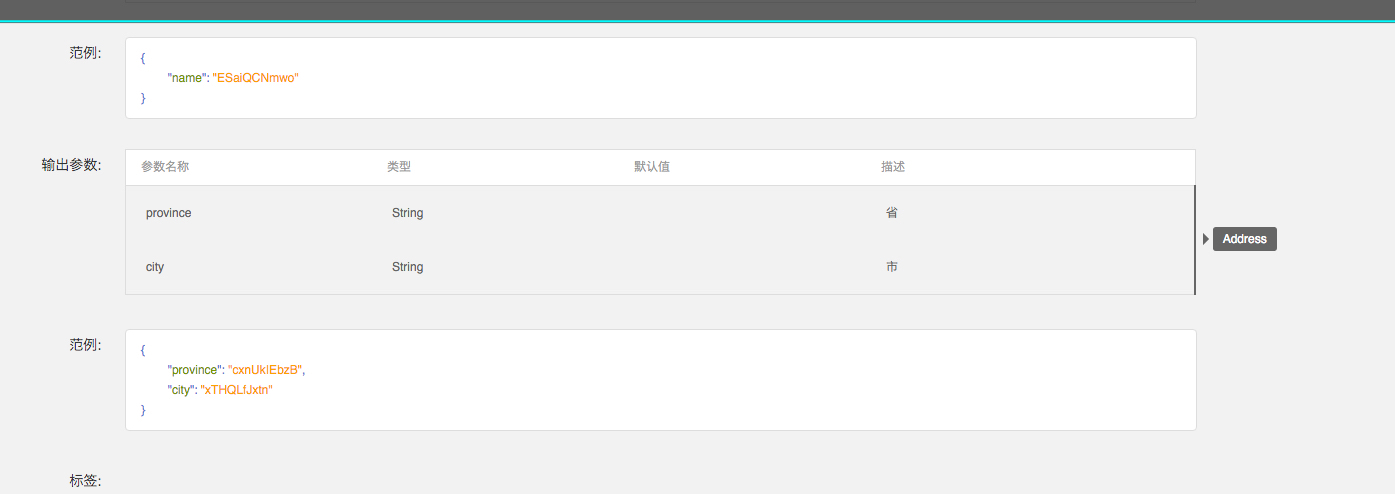 范例:
{
"name": "ESaiQCNmwo"
}
输出参数:
参数名称 类型 默认值 描述
province String 省
Address
city String 市
范例:
{
"province": "cxnUkIEbzB",
"city": "xTHQLfJxtn"
}
标签: